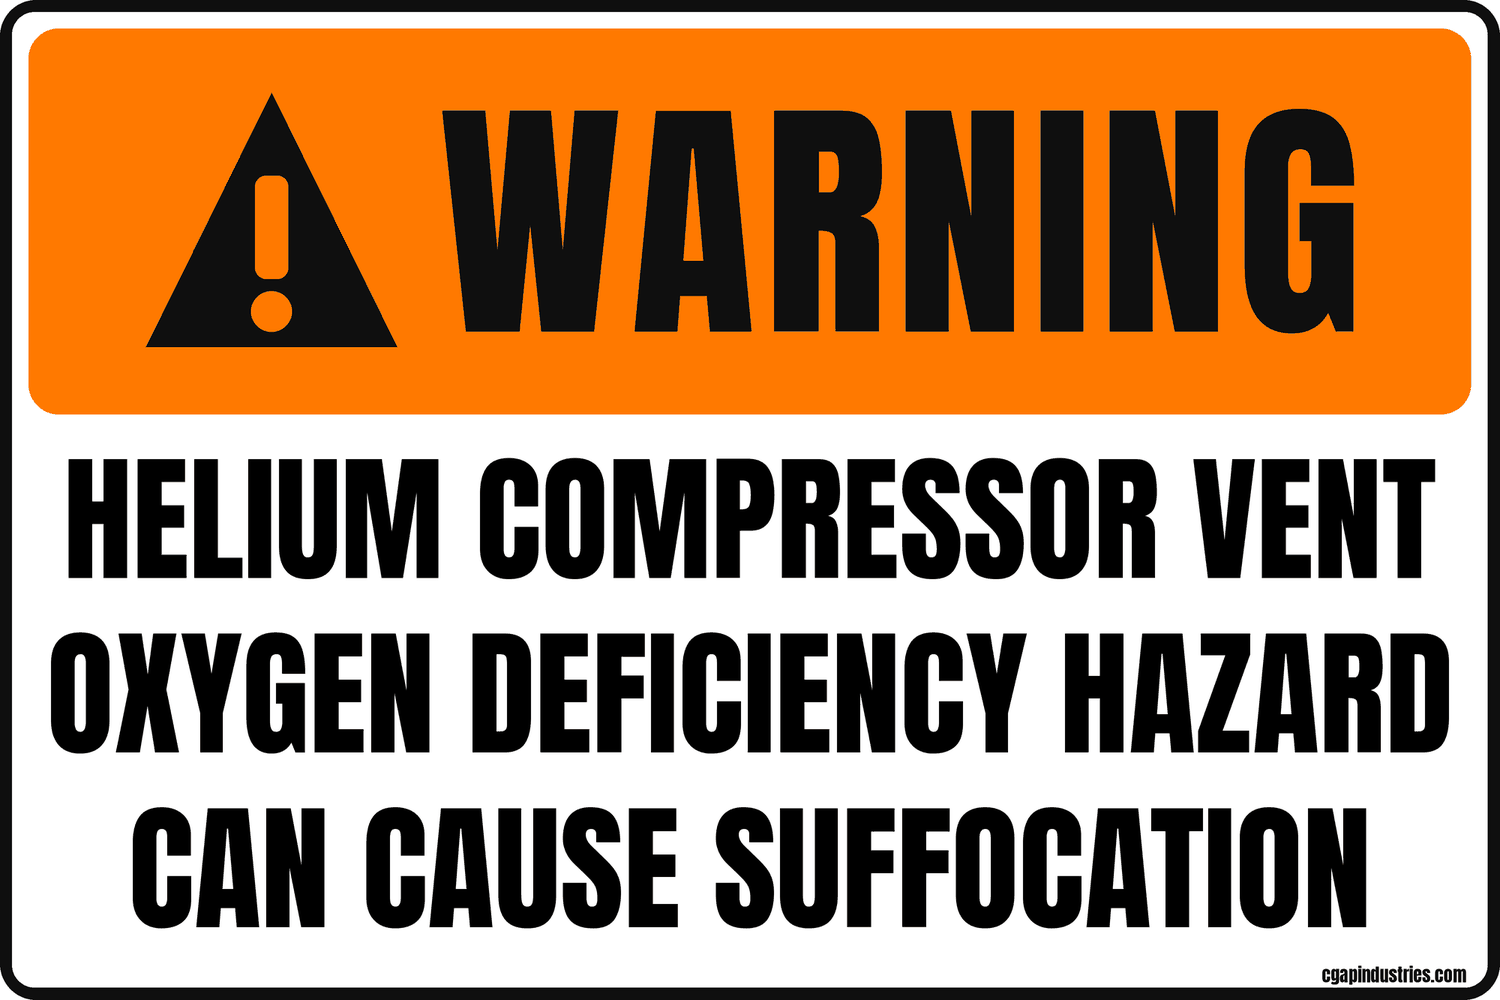 WARNING
HELIUM COMPRESSOR VENT
OXYGEN DEFICIENCY HAZARD
CAN CAUSE SUFFOCATION
cgapindustries.com